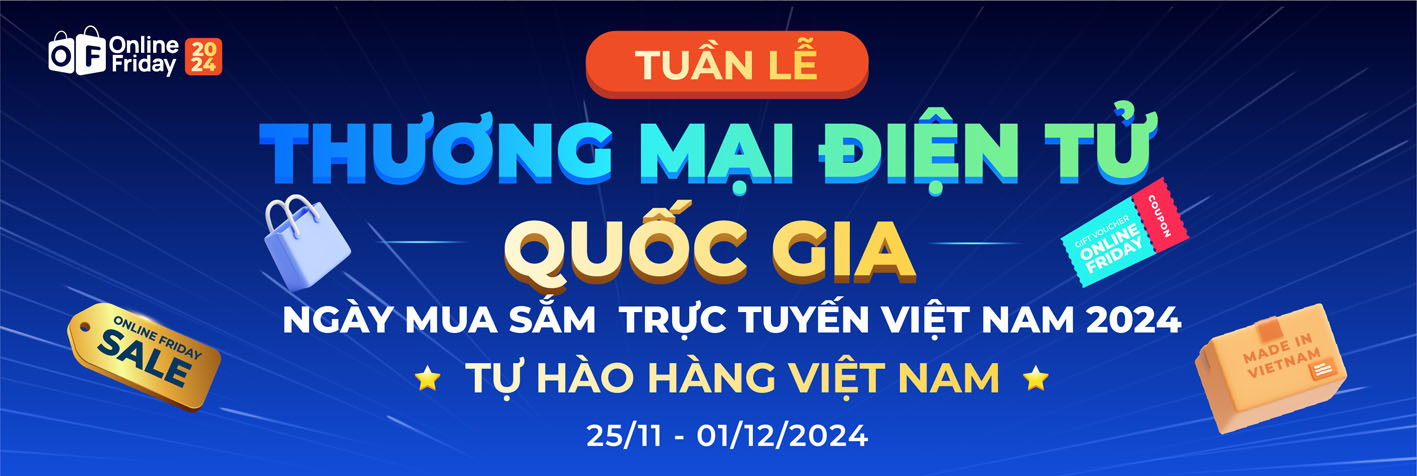 OF Online
Friday
20
24
TUẦN LỄ
THƯƠNG MẠI ĐIỆN TỬ
QUỐC GIA
GIFT VOUCHER
ONLINE
FRIDAY
COUPON
NGÀY MUA SẮM TRỰC TUYẾN VIỆT NAM 2024
ONLINE FRIDAY
SALE
MADE IN
VIETNAM
TỰ HÀO HÀNG VIỆT NAM
25/11 - 01/12/2024